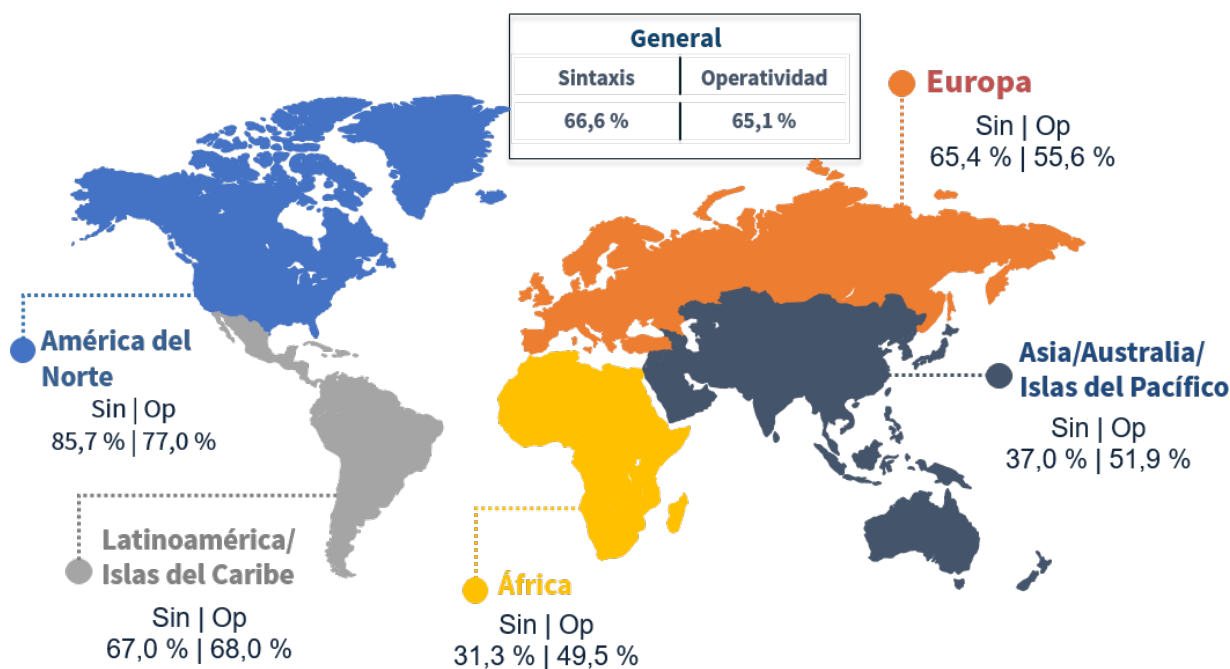 General
Sintaxis Operatividad
66,6 % 65,1 %
Europa
Sin | Op
65,4 % | 55,6 %
América del
Norte
Sin | Op
85,7 % | 77,0 %
Asia/Australia/
Islas del Pacífico
Sin | Op
37,0 % | 51,9 %
Latinoamérica/
Islas del Caribe
Sin | Op
67,0 % | 68,0 %
África
Sin | Op
31,3 % | 49,5 %